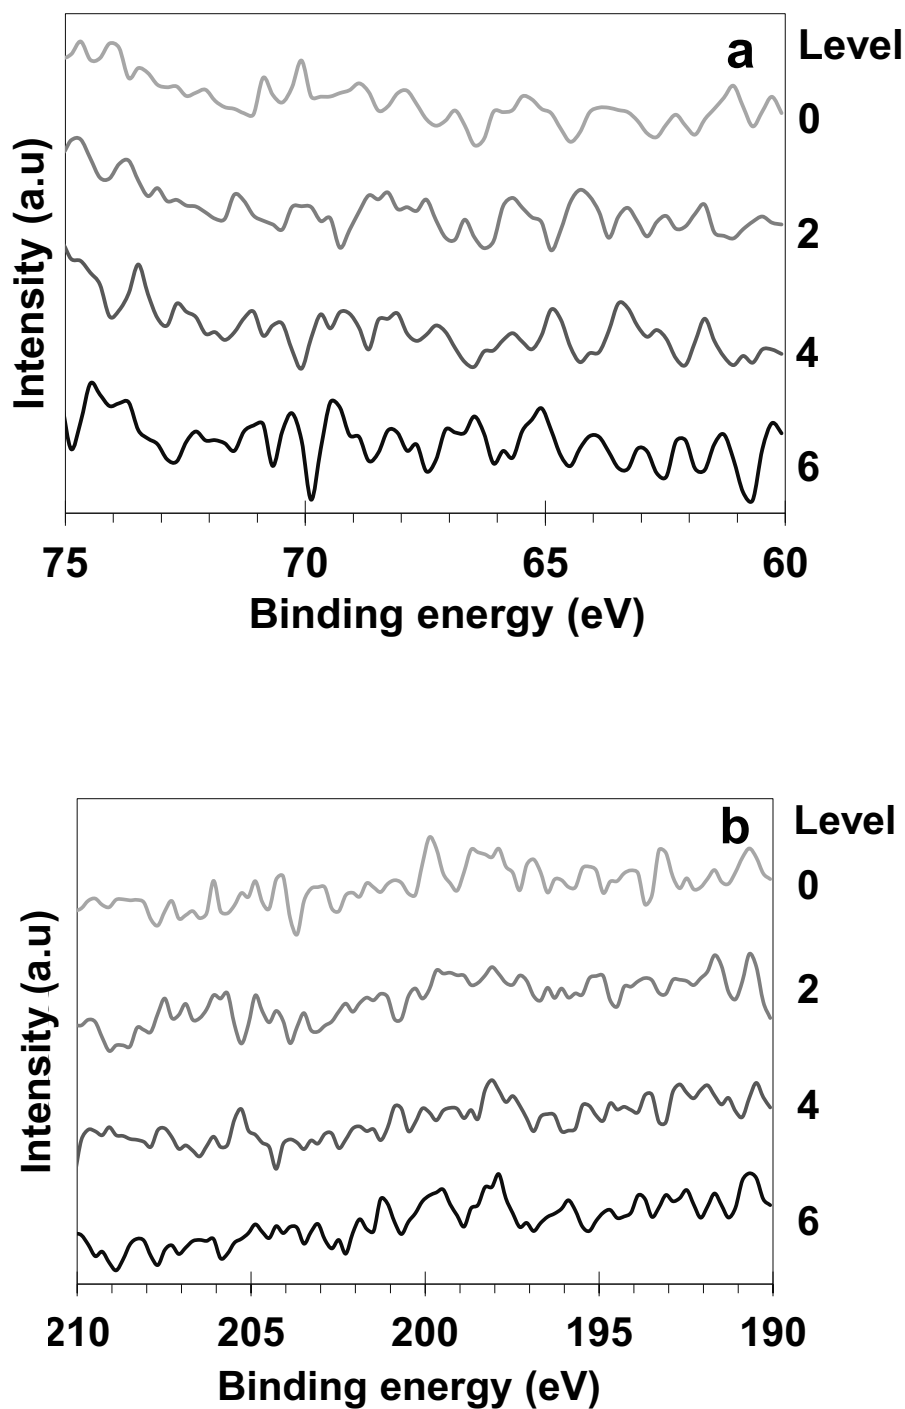 a
Level
0
2
4
6
Intensity (a.u)
75 70 65 60
Binding energy (eV)
b
Level
0
2
4
6
Intensity (a.u)
210 205 200 195 190
Binding energy (eV)